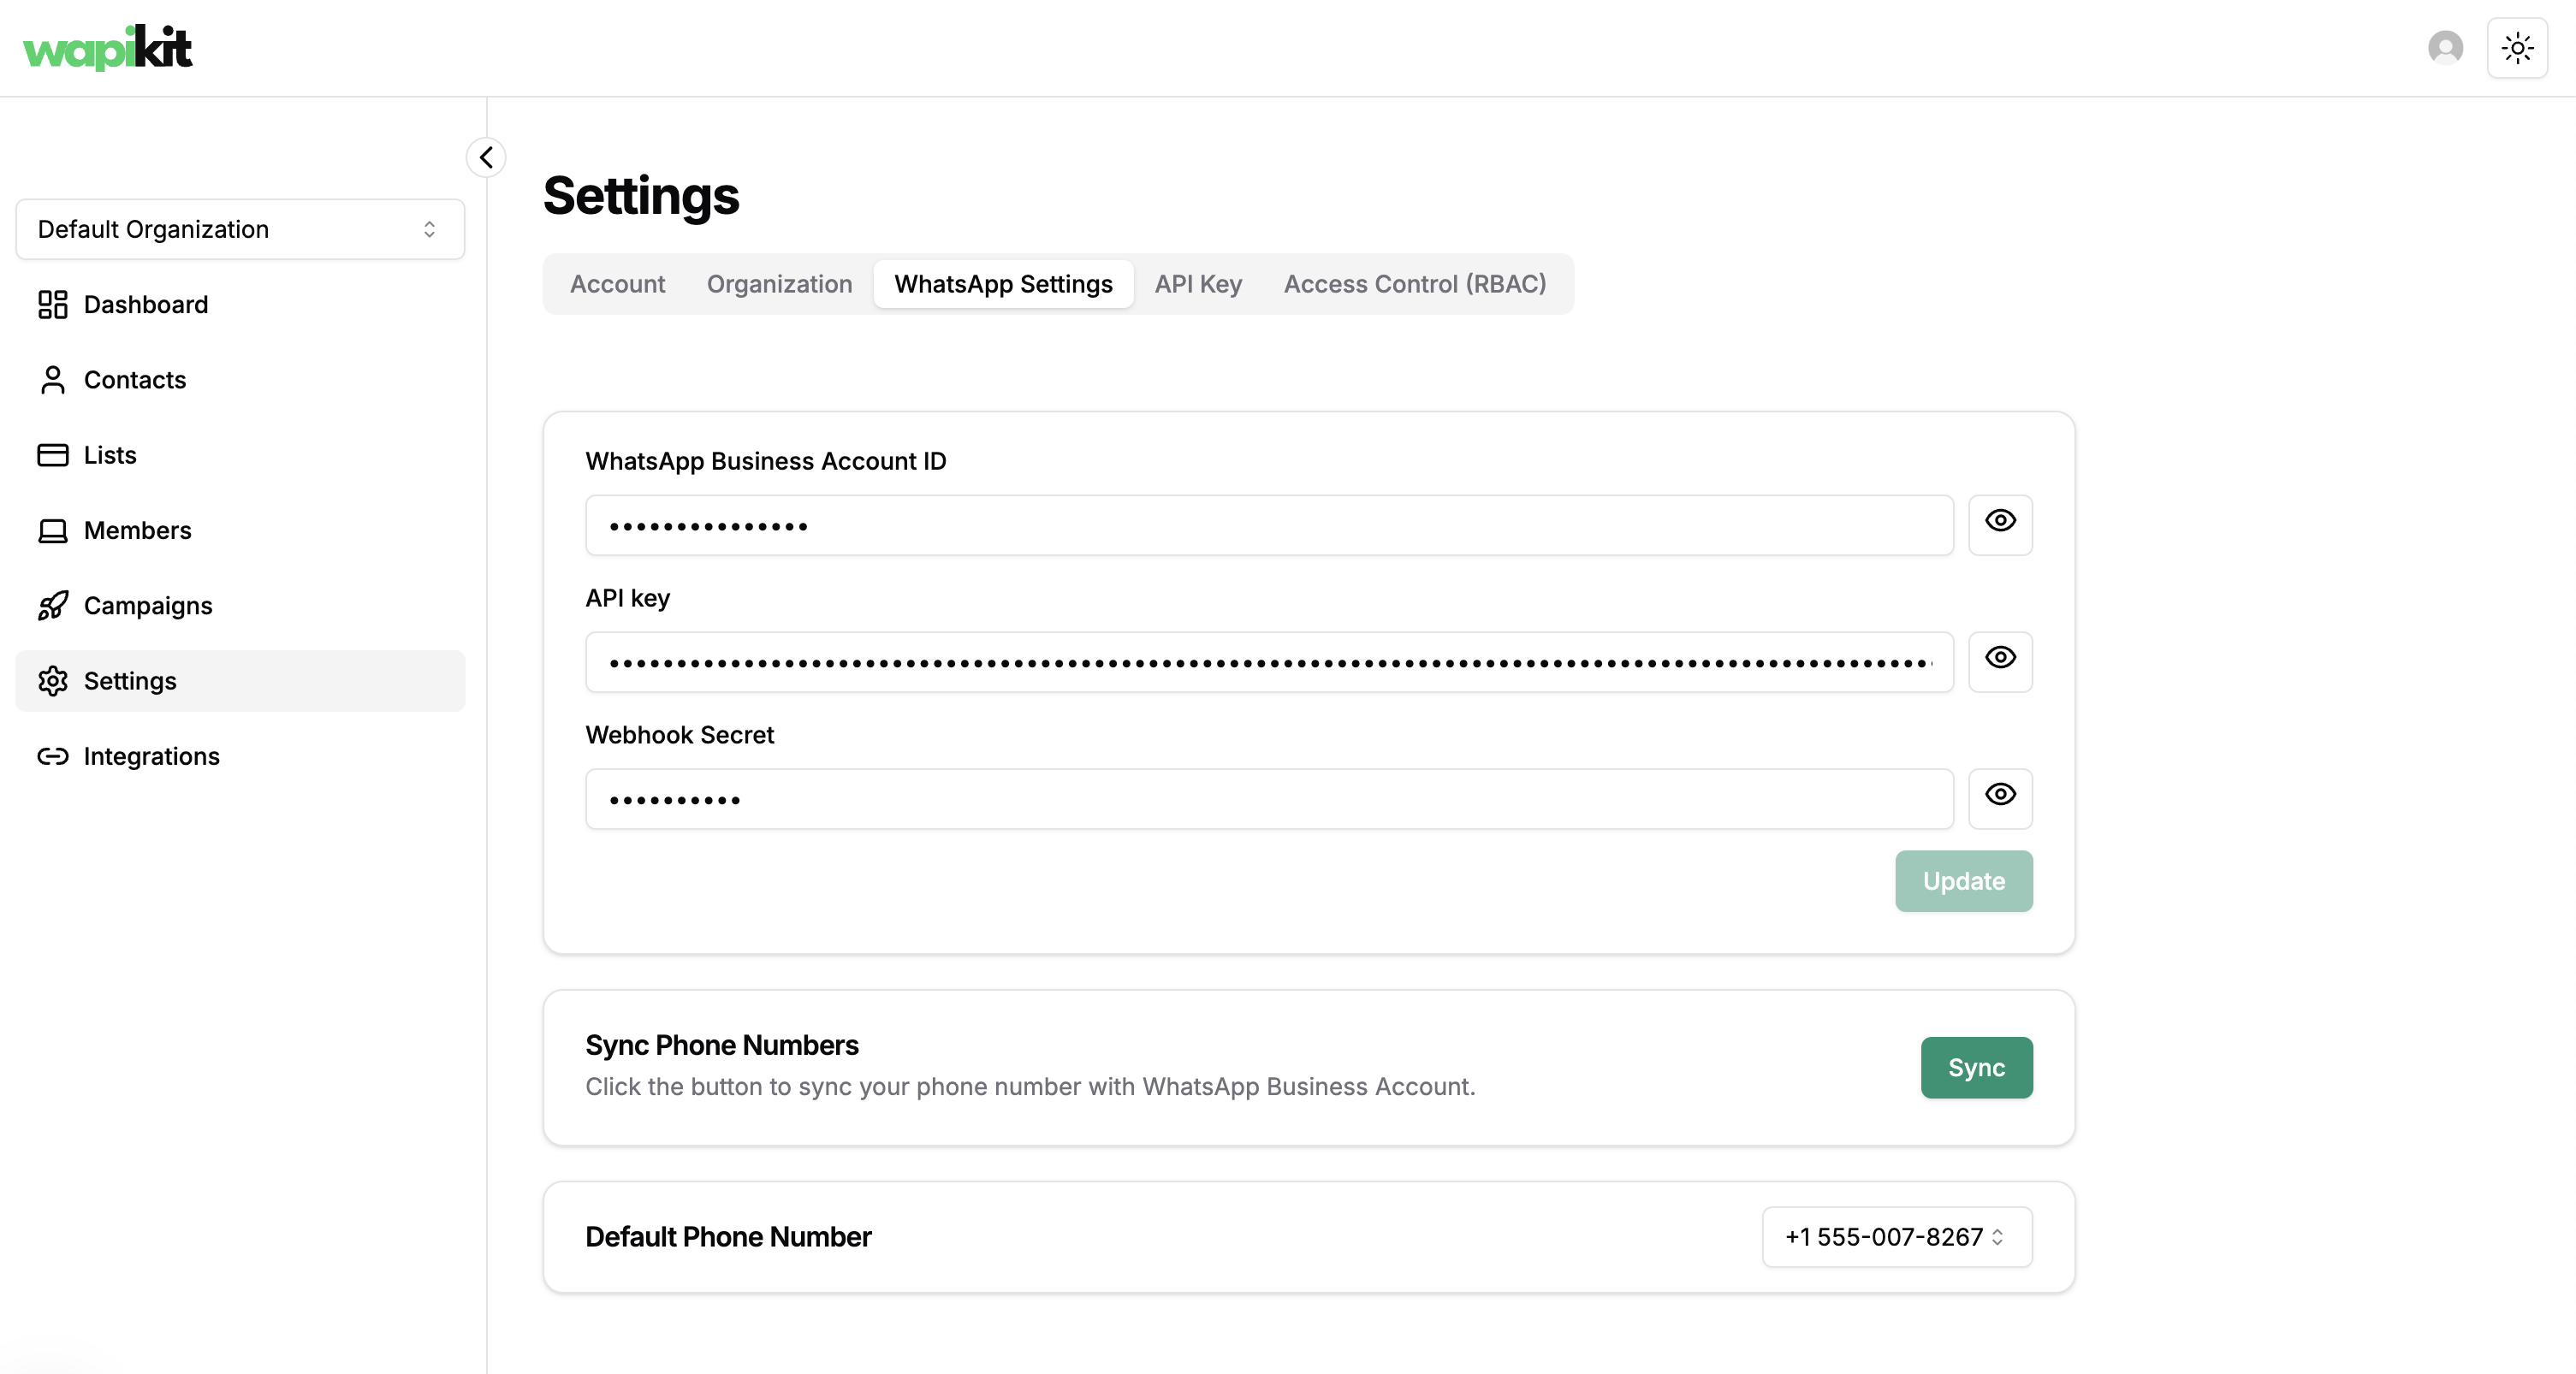 wapikit
Default Organization
Dashboard
Contacts
Lists
Members
Campaigns
Settings
Integrations
Settings
Account Organization WhatsApp Settings API Key Access Control (RBAC)
WhatsApp Business Account ID
API key
Webhook Secret
Update
Sync Phone Numbers
Click the button to sync your phone number with WhatsApp Business Account.
Sync
Default Phone Number
+1 555-007-8267